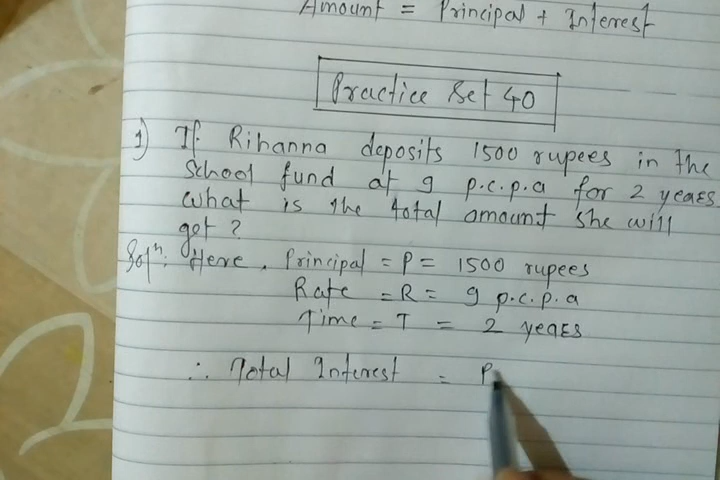 Amount = Principal + Interest
Practice Set 40
1) If Rihanna deposits 1500 rupees in the
School fund at 9 p.c.p.a for 2 years
what is the total amount she will
get?
Solⁿ: Here, Principal = P = 1500 rupees
Rate = R = 9 p.c.p.a
Time = T = 2 years
∴ Total Interest = P